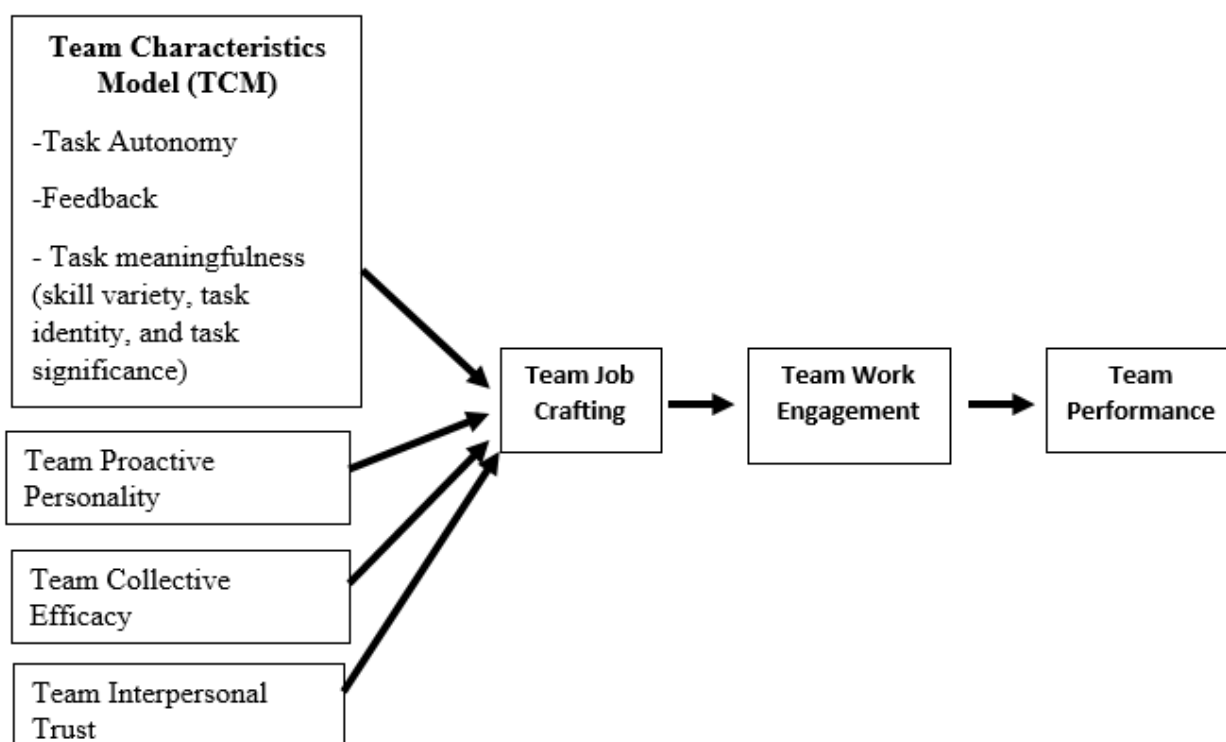 Team Characteristics
Model (TCM)
-Task Autonomy
-Feedback
- Task meaningfulness
(skill variety, task
identity, and task
significance)
Team Proactive
Personality
Team Collective
Efficacy
Team Interpersonal
Trust
Team Job
Crafting
Team Work
Engagement
Team
Performance